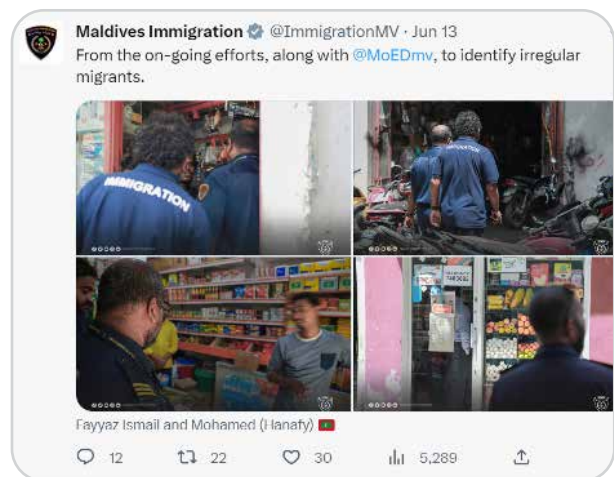 Maldives Immigration @ImmigrationMV · Jun 13
From the on-going efforts, along with @MoEDmv, to identify irregular
migrants.
IMMIGRATION
IMMIGRATION
Fayyaz Ismail and Mohamed (Hanafy)
12 22 30 5,289